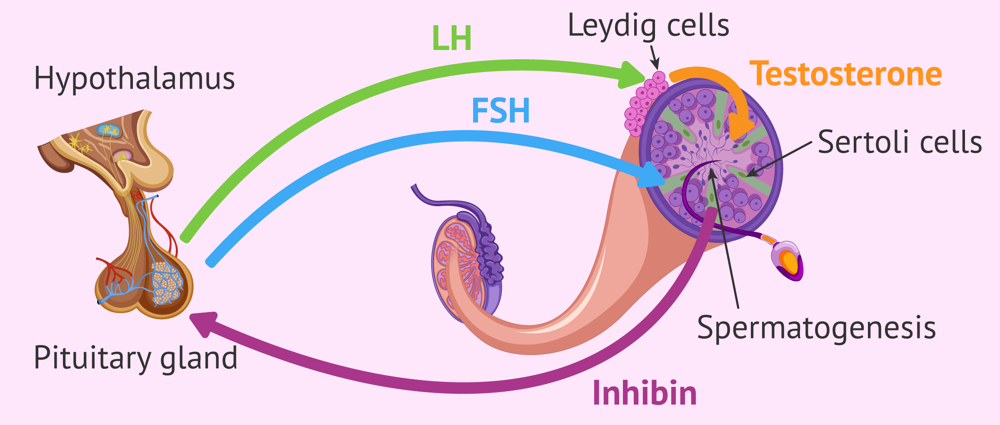 Leydig cells
LH
Testosterone
Hypothalamus
FSH
Sertoli cells
Spermatogenesis
Pituitary gland
Inhibin